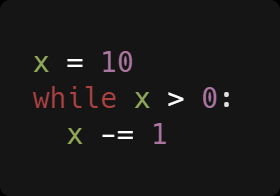 x = 10
while x > 0:
  x -= 1